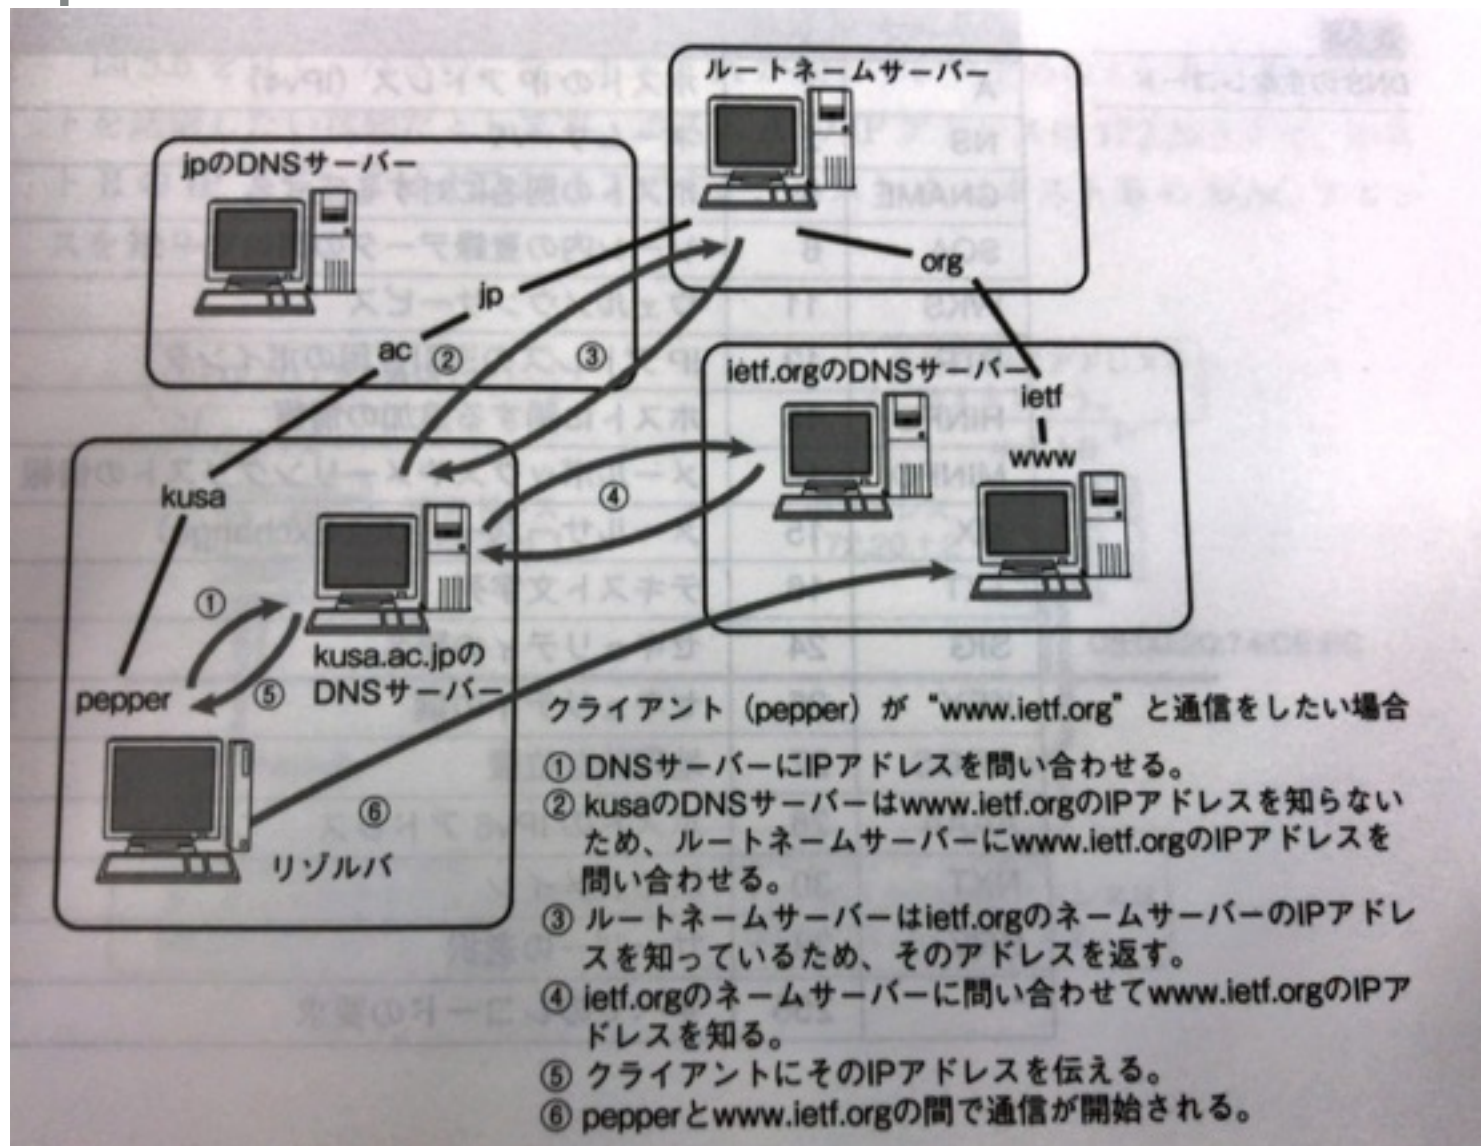 ルートネームサーバー
jpのDNSサーバー
org
jp
ac
②
③
ietf.orgのDNSサーバー
ietf
www
kusa
④
①
kusa.ac.jpの
DNSサーバー
pepper
⑤
⑥
リゾルバ
クライアント（pepper）が“www.ietf.org”と通信をしたい場合
① DNSサーバーにIPアドレスを問い合わせる。
② kusaのDNSサーバーはwww.ietf.orgのIPアドレスを知らない
ため、ルートネームサーバーにwww.ietf.orgのIPアドレスを
問い合わせる。
③ ルートネームサーバーはietf.orgのネームサーバーのIPアドレ
スを知っているため、そのアドレスを返す。
④ ietf.orgのネームサーバーに問い合わせてwww.ietf.orgのIPア
ドレスを知る。
⑤ クライアントにそのIPアドレスを伝える。
⑥ pepperとwww.ietf.orgの間で通信が開始される。